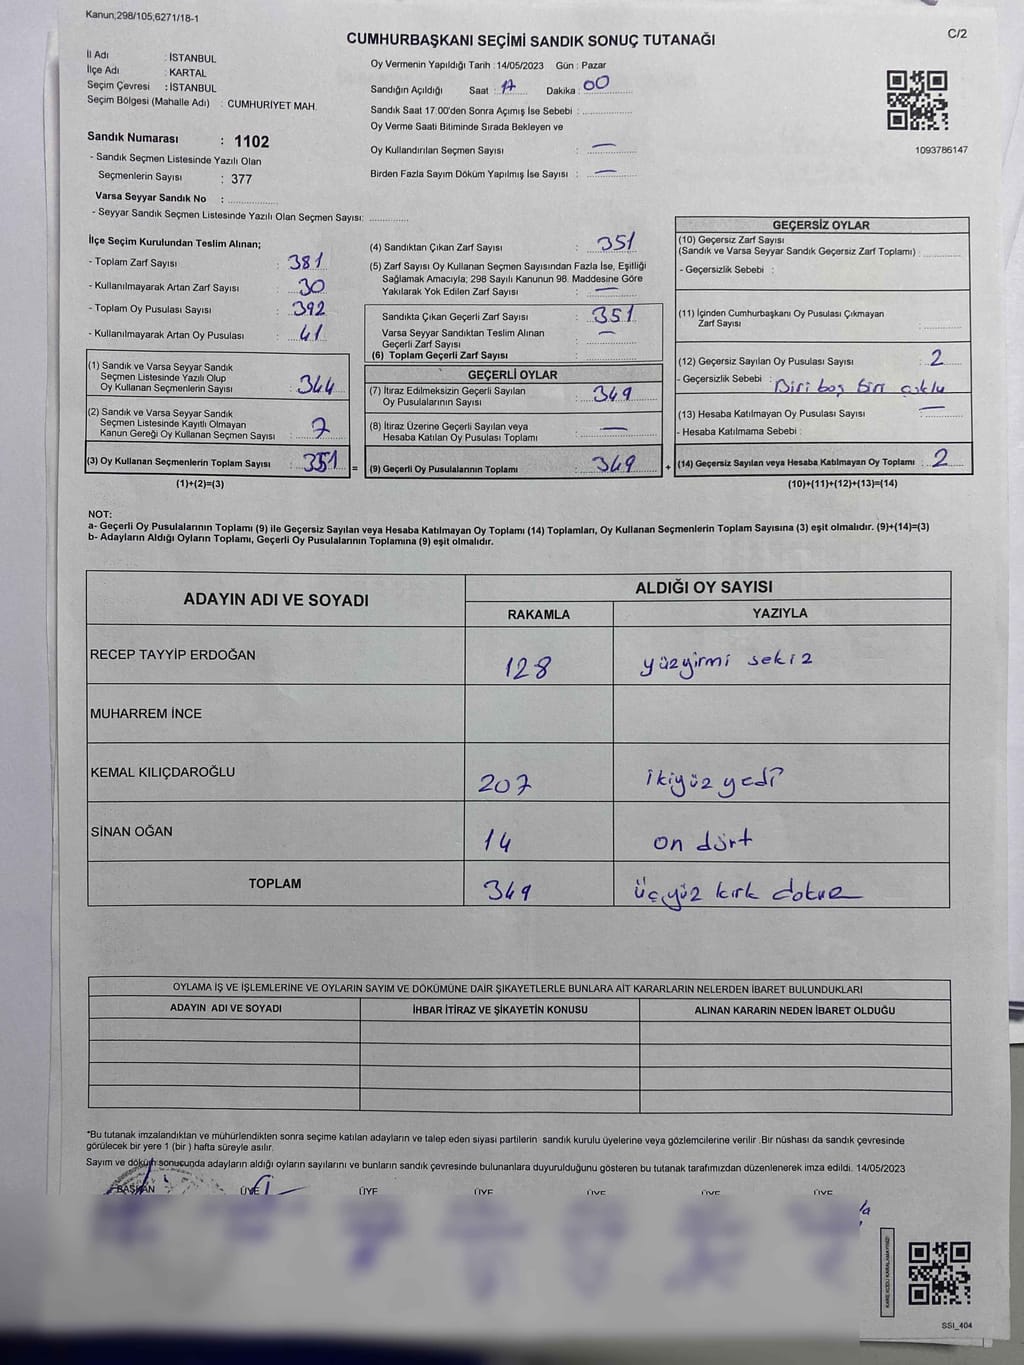 Kanun,298/105,6271/18-1
C/2
CUMHURBAŞKANI SEÇİMİ SANDIK SONUÇ TUTANAĞI
İl Adı : İSTANBUL
İlçe Adı : KARTAL
Seçim Çevresi : İSTANBUL
Seçim Bölgesi (Mahalle Adı) : CUMHURİYET MAH.
Sandık Numarası : 1102
- Sandık Seçmen Listesinde Yazılı Olan
Seçmenlerin Sayısı : 377
Varsa Seyyar Sandık No :
- Seyyar Sandık Seçmen Listesinde Yazılı Olan Seçmen Sayısı:
Oy Vermenin Yapıldığı Tarih :14/05/2023 Gün : Pazar
Sandığın Açıldığı Saat : 17 Dakika : 00
Sandık Saat 17:00'den Sonra Açımış İse Sebebi :
Oy Verme Saati Bitiminde Sırada Bekleyen ve
Oy Kullandırılan Seçmen Sayısı : —
Birden Fazla Sayım Döküm Yapılmış İse Sayısı : —
1093786147
İlçe Seçim Kurulundan Teslim Alınan;
- Toplam Zarf Sayısı : 381
- Kullanılmayarak Artan Zarf Sayısı : 30
- Toplam Oy Pusulası Sayısı : 392
- Kullanılmayarak Artan Oy Pusulası : 41
(1) Sandık ve Varsa Seyyar Sandık
Seçmen Listesinde Yazılı Olup
Oy Kullanan Seçmenlerin Sayısı : 344
(2) Sandık ve Varsa Seyyar Sandık
Seçmen Listesinde Kayıtlı Olmayan
Kanun Gereği Oy Kullanan Seçmen Sayısı : 7
(3) Oy Kullanan Seçmenlerin Toplam Sayısı : 351
(1)+(2)=(3)
(4) Sandıktan Çıkan Zarf Sayısı : 351
(5) Zarf Sayısı Oy Kullanan Seçmen Sayısından Fazla İse, Eşitliği
Sağlamak Amacıyla; 298 Sayılı Kanunun 98. Maddesine Göre
Yakılarak Yok Edilen Zarf Sayısı : —
Sandıkta Çıkan Geçerli Zarf Sayısı : 351
Varsa Seyyar Sandıktan Teslim Alınan : —
Geçerli Zarf Sayısı :
(6) Toplam Geçerli Zarf Sayısı :
GEÇERLİ OYLAR
(7) İtiraz Edilmeksizin Geçerli Sayılan
Oy Pusulalarının Sayısı : 349
(8) İtiraz Üzerine Geçerli Sayılan veya
Hesaba Katılan Oy Pusulası Toplamı : —
= (9) Geçerli Oy Pusulalarının Toplamı : 349
GEÇERSİZ OYLAR
(10) Geçersiz Zarf Sayısı
(Sandık ve Varsa Seyyar Sandık Geçersiz Zarf Toplamı) :
- Geçersizlik Sebebi :
(11) İçinden Cumhurbaşkanı Oy Pusulası Çıkmayan
Zarf Sayısı :
(12) Geçersiz Sayılan Oy Pusulası Sayısı : 2
- Geçersizlik Sebebi : Biri boş biri
(13) Hesaba Katılmayan Oy Pusulası Sayısı : —
- Hesaba Katılmama Sebebi :
+ (14) Geçersiz Sayılan veya Hesaba Katılmayan Oy Toplamı : 2
(10)+(11)+(12)+(13)=(14)
NOT:
a- Geçerli Oy Pusulalarının Toplamı (9) ile Geçersiz Sayılan veya Hesaba Katılmayan Oy Toplamı (14) Toplamları, Oy Kullanan Seçmenlerin Toplam Sayısına (3) eşit olmalıdır. (9)+(14)=(3)
b- Adayların Aldığı Oyların Toplamı, Geçerli Oy Pusulalarının Toplamına (9) eşit olmalıdır.
ADAYIN ADI VE SOYADI
ALDIĞI OY SAYISI
RAKAMLA YAZIYLA
RECEP TAYYİP ERDOĞAN 128 yüzyirmi sekiz
MUHARREM İNCE
KEMAL KILIÇDAROĞLU 207 ikiyüz yedi
SİNAN OĞAN 14 on dört
TOPLAM 349 üçyüz kırk dokuz
OYLAMA İŞ VE İŞLEMLERİNE VE OYLARIN SAYIM VE DÖKÜMÜNE DAİR ŞİKAYETLERLE BUNLARA AİT KARARLARIN NELERDEN İBARET BULUNDUKLARI
ADAYIN ADI VE SOYADI İHBAR İTİRAZ VE ŞİKAYETİN KONUSU ALINAN KARARIN NEDEN İBARET OLDUĞU
*Bu tutanak imzalandıktan ve mühürlendikten sonra seçime katılan adayların ve talep eden siyasi partilerin sandık kurulu üyelerine veya gözlemcilerine verilir .Bir nüshası da sandık çevresinde
görülecek bir yere 1 (bir ) hafta süreyle asılır.
Sayım ve döküm sonucunda adayların aldığı oyların sayılarını ve bunların sandık çevresinde bulunanlara duyurulduğunu gösteren bu tutanak tarafımızdan düzenlenerek imza edildi. 14/05/2023
BAŞKAN ÜYE ÜYE ÜYE ÜYE ÜYE ÜYE
KARE KODU KARALAMAYINIZ!
SSI_404